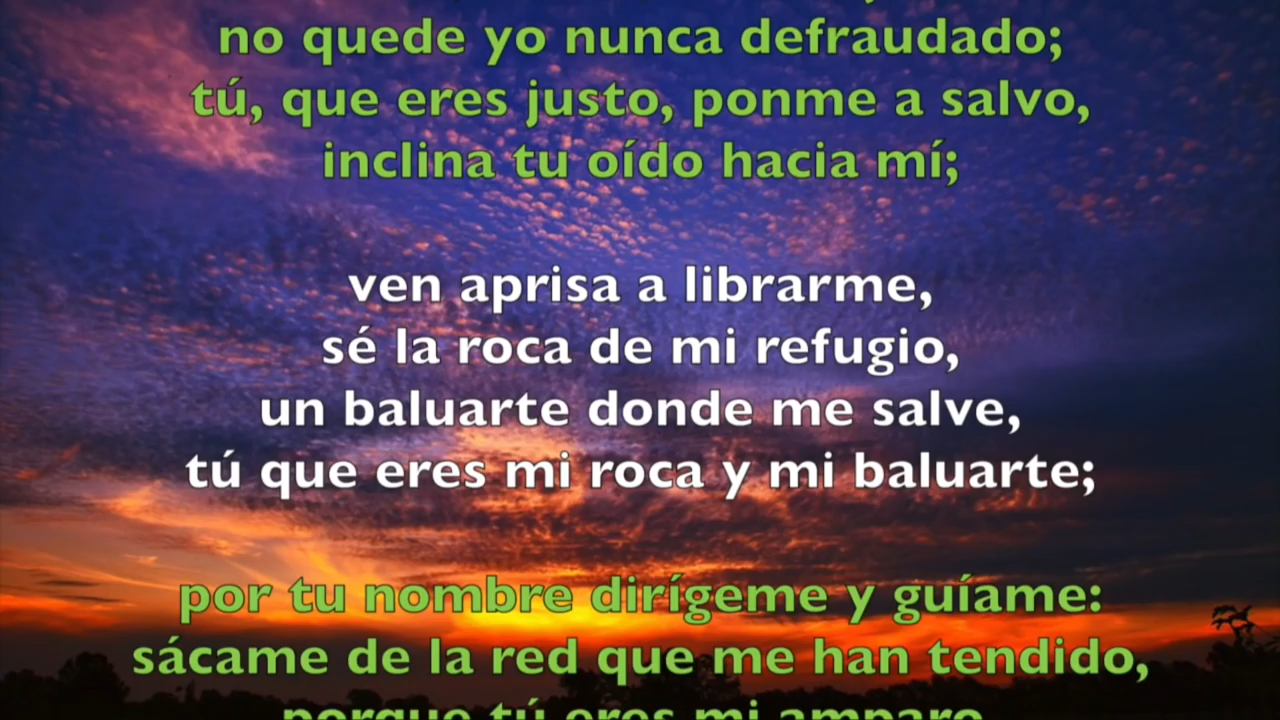 no quede yo nunca defraudado;
tú, que eres justo, ponme a salvo,
inclina tu oído hacia mí;
ven aprisa a librarme,
sé la roca de mi refugio,
un baluarte donde me salve,
tú que eres mi roca y mi baluarte;
por tu nombre dirígeme y guíame:
sácame de la red que me han tendido,
porque tú eres mi amparo